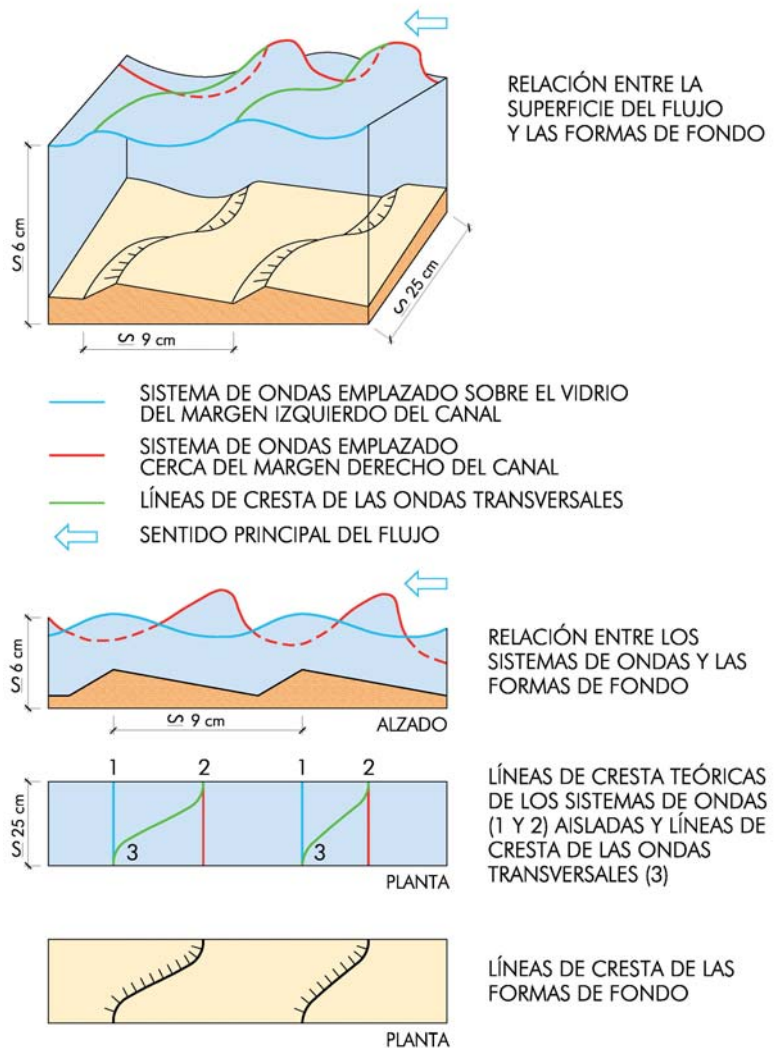 RELACIÓN ENTRE LA
SUPERFICIE DEL FLUJO
Y LAS FORMAS DE FONDO
≃ 6 cm
≃ 25 cm
≃ 9 cm
SISTEMA DE ONDAS EMPLAZADO SOBRE EL VIDRIO
DEL MARGEN IZQUIERDO DEL CANAL
SISTEMA DE ONDAS EMPLAZADO
CERCA DEL MARGEN DERECHO DEL CANAL
LÍNEAS DE CRESTA DE LAS ONDAS TRANSVERSALES
SENTIDO PRINCIPAL DEL FLUJO
≃ 6 cm
RELACIÓN ENTRE LOS
SISTEMAS DE ONDAS Y LAS
FORMAS DE FONDO
≃ 9 cm
ALZADO
1 2 1 2
≃ 25 cm
3 3
PLANTA
LÍNEAS DE CRESTA TEÓRICAS
DE LOS SISTEMAS DE ONDAS
(1 Y 2) AISLADAS Y LÍNEAS DE
CRESTA DE LAS ONDAS
TRANSVERSALES (3)
LÍNEAS DE CRESTA DE LAS
FORMAS DE FONDO
PLANTA